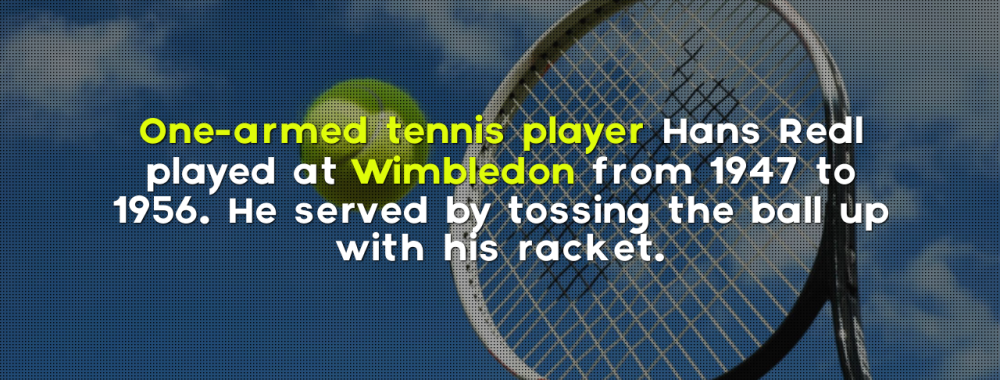 One-armed tennis player Hans Redl
played at Wimbledon from 1947 to
1956. He served by tossing the ball up
with his racket.